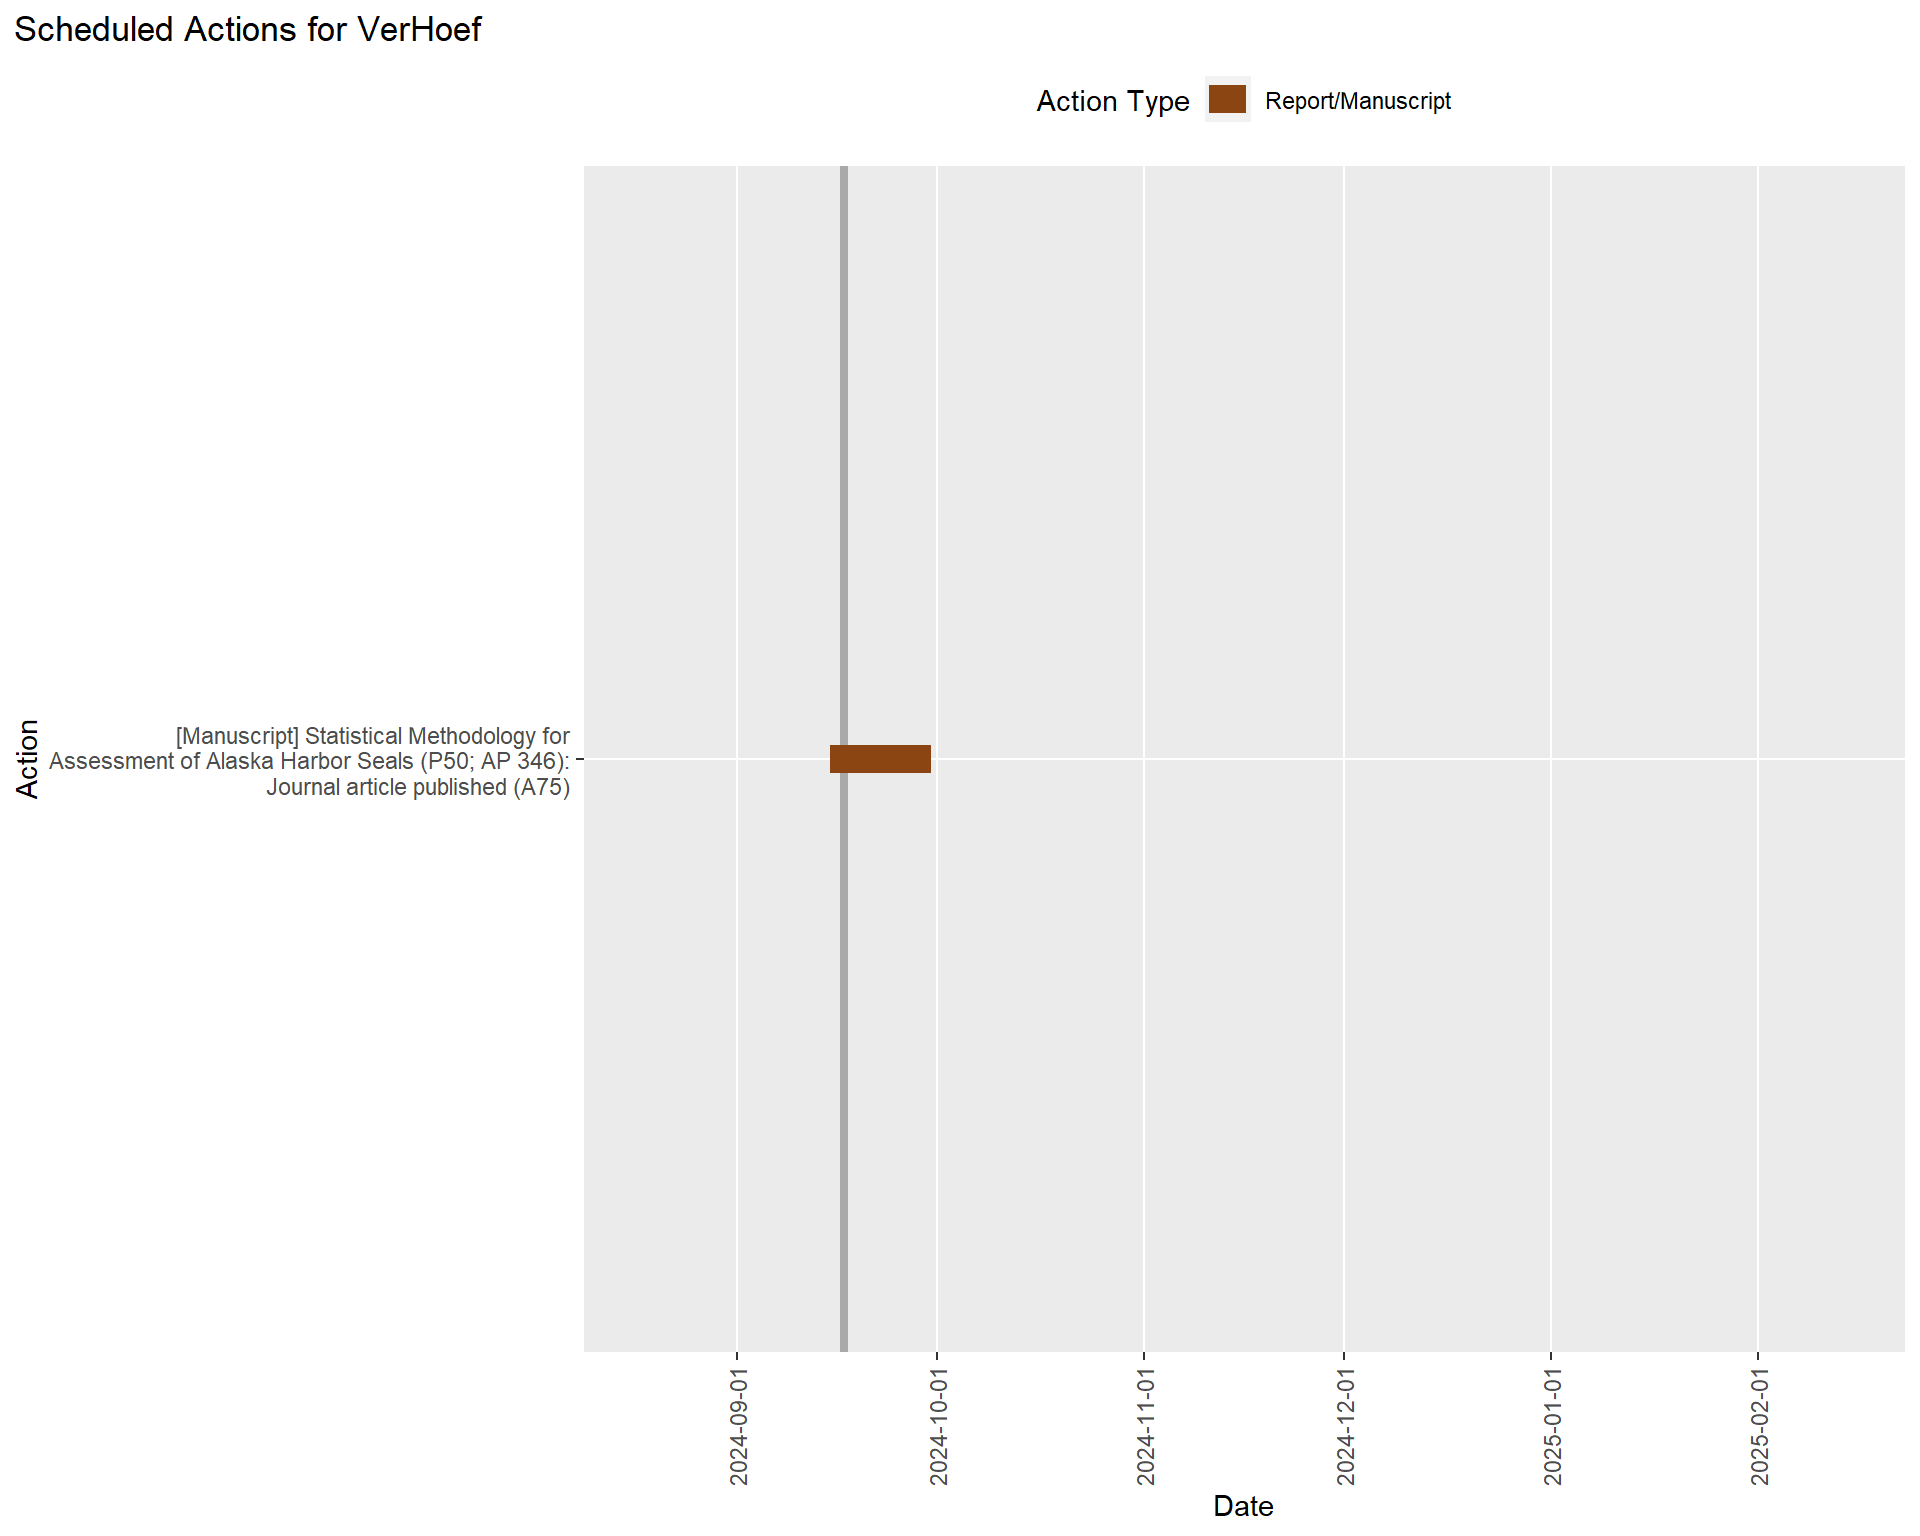 Scheduled Actions for VerHoef
Action Type
Report/Manuscript
Action
[Manuscript] Statistical Methodology for
Assessment of Alaska Harbor Seals (P50; AP 346):
Journal article published (A75)
2024-09-01
2024-10-01
2024-11-01
2024-12-01
2025-01-01
2025-02-01
Date